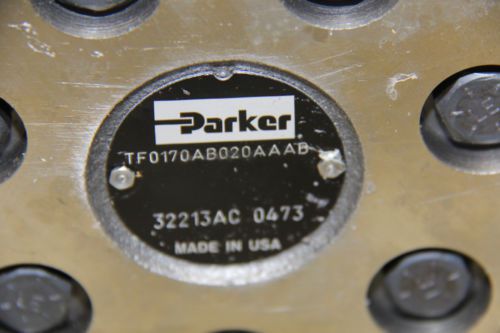 Parker
TF0170AB020AAAB
32213AC 0473
MADE IN USA